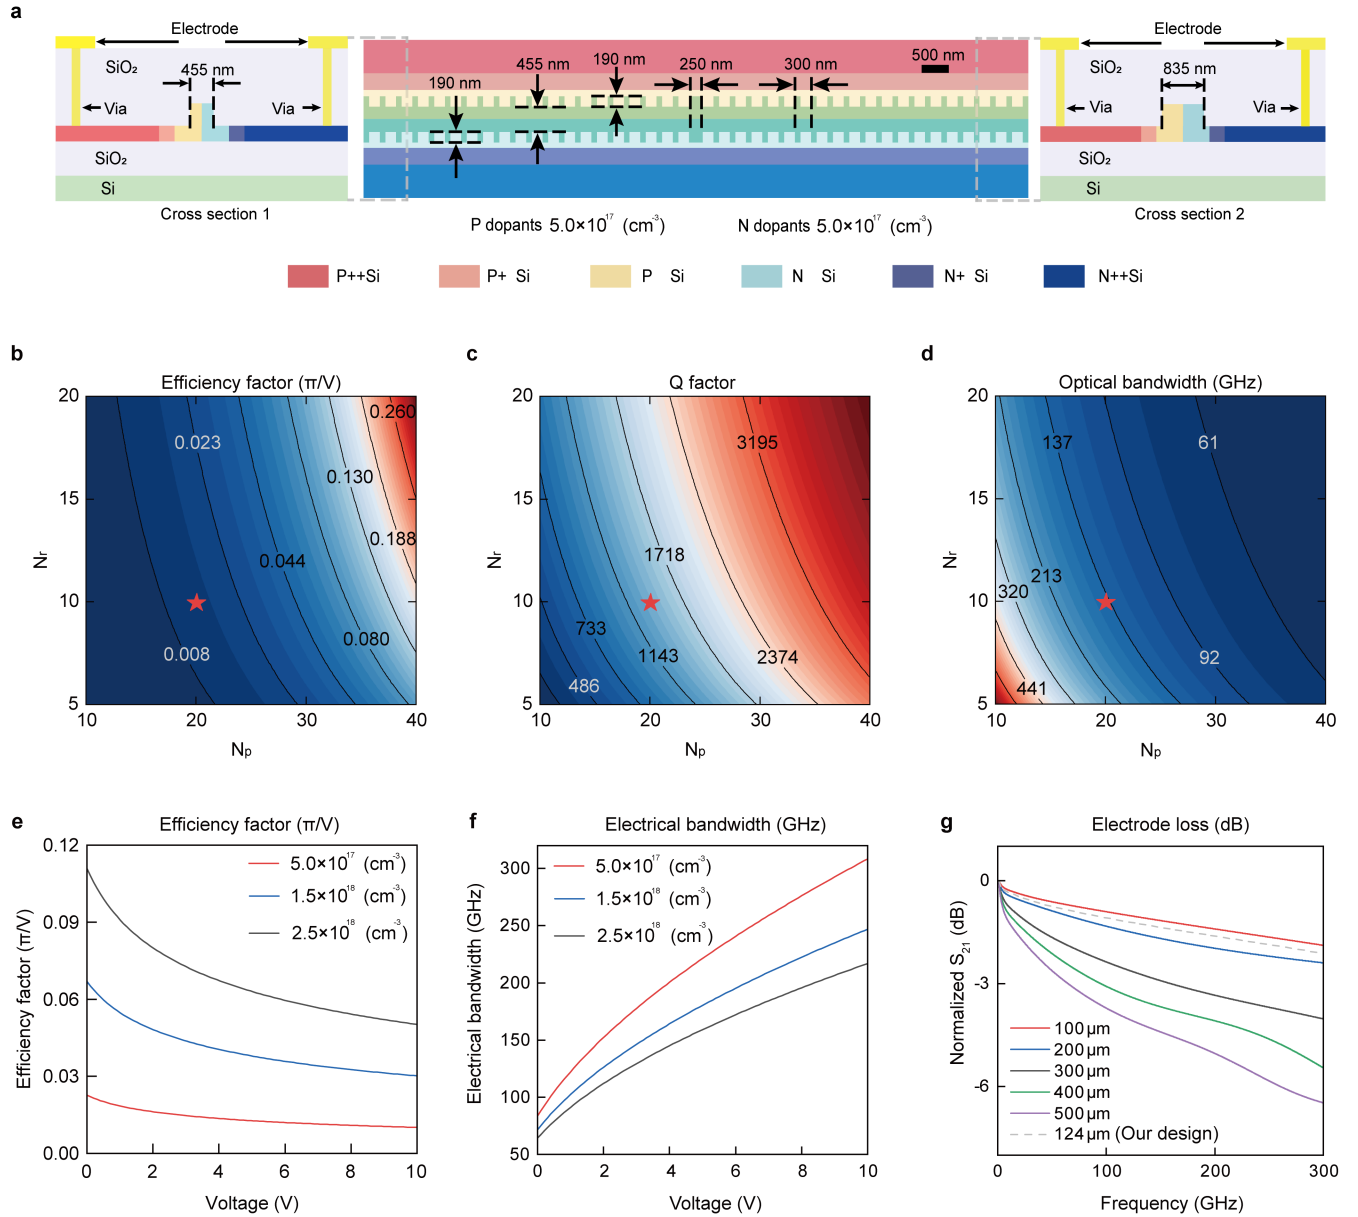 a
Electrode
SiO₂
455 nm
Via
Via
SiO₂
Si
Cross section 1
190 nm
455 nm
190 nm
250 nm
300 nm
500 nm
P dopants 5.0×10¹⁷ (cm⁻³)
N dopants 5.0×10¹⁷ (cm⁻³)
Electrode
SiO₂
835 nm
Via
Via
SiO₂
Si
Cross section 2
P++Si
P+ Si
P Si
N Si
N+ Si
N++Si
b
Efficiency factor (π/V)
20
15
10
5
Nr
0.260
0.023
0.130
0.188
0.044
0.080
0.008
10
20
30
40
Np
c
Q factor
20
15
10
5
Nr
3195
1718
733
1143
2374
486
10
20
30
40
Np
d
Optical bandwidth (GHz)
20
15
10
5
Nr
137
61
213
320
92
441
10
20
30
40
Np
e
Efficiency factor (π/V)
0.12
0.09
0.06
0.03
0.00
Efficiency factor (π/V)
5.0×10¹⁷ (cm⁻³)
1.5×10¹⁸ (cm⁻³)
2.5×10¹⁸ (cm⁻³)
0
2
4
6
8
10
Voltage (V)
f
Electrical bandwidth (GHz)
300
250
200
150
100
50
Electrical bandwidth (GHz)
5.0×10¹⁷ (cm⁻³)
1.5×10¹⁸ (cm⁻³)
2.5×10¹⁸ (cm⁻³)
0
2
4
6
8
10
Voltage (V)
g
Electrode loss (dB)
0
-3
-6
Normalized S₂₁ (dB)
100 μm
200 μm
300 μm
400 μm
500 μm
124 μm (Our design)
0
100
200
300
Frequency (GHz)